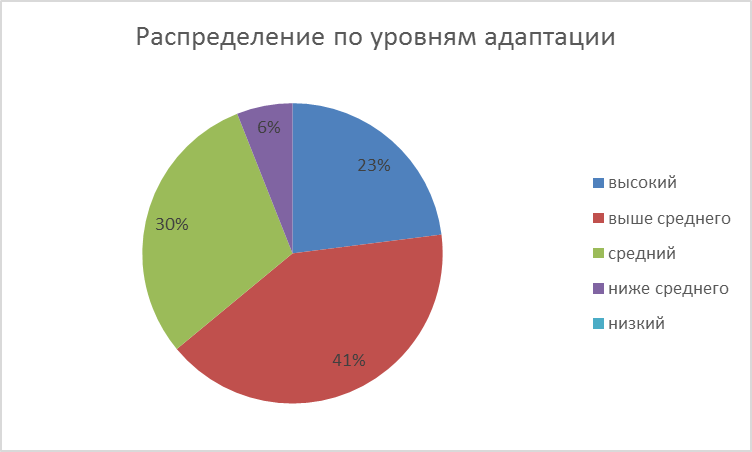 Распределение по уровням адаптации
6%
23%
30%
41%
высокий
выше среднего
средний
ниже среднего
низкий